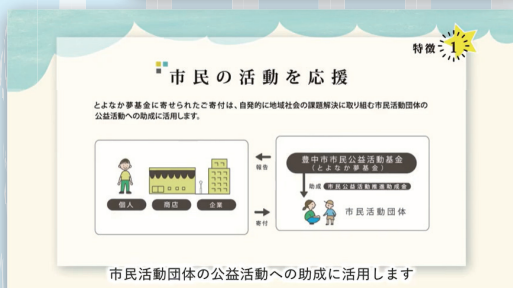 特徴 1
市民の活動を応援
とよなか夢基金に寄せられたご寄付は、自発的に地域社会の課題解決に取り組む市民活動団体の
公益活動への助成に活用します。
個人
商店
企業
報告
寄付
豊中市市民公益活動基金
（とよなか夢基金）
助成 市民公益活動推進助成金
市民活動団体
市民活動団体の公益活動への助成に活用します